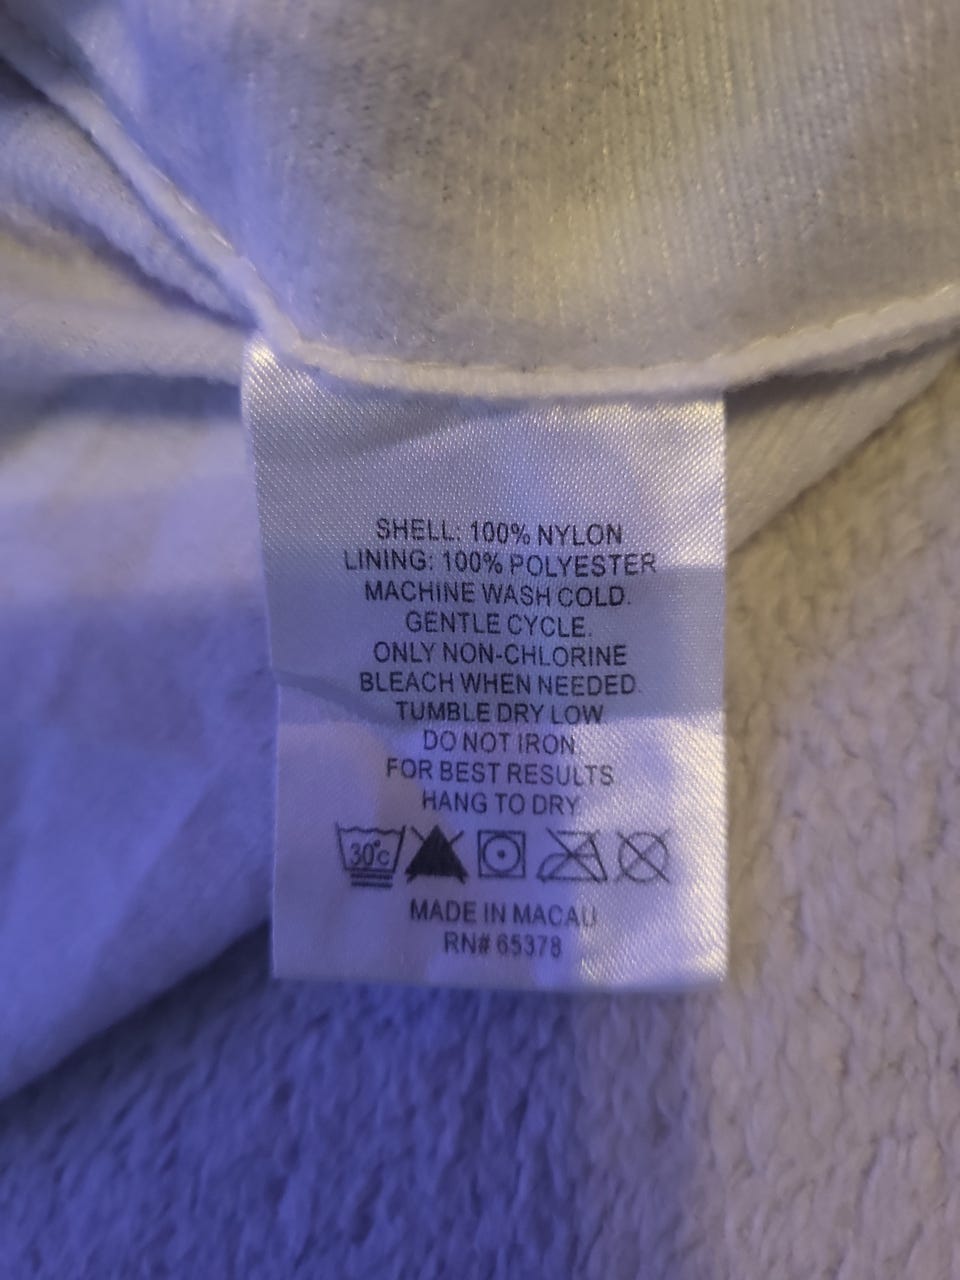 SHELL: 100% NYLON
LINING: 100% POLYESTER
MACHINE WASH COLD.
GENTLE CYCLE.
ONLY NON-CHLORINE
BLEACH WHEN NEEDED.
TUMBLE DRY LOW.
DO NOT IRON.
FOR BEST RESULTS
HANG TO DRY
30°C
MADE IN MACAU
RN# 65378